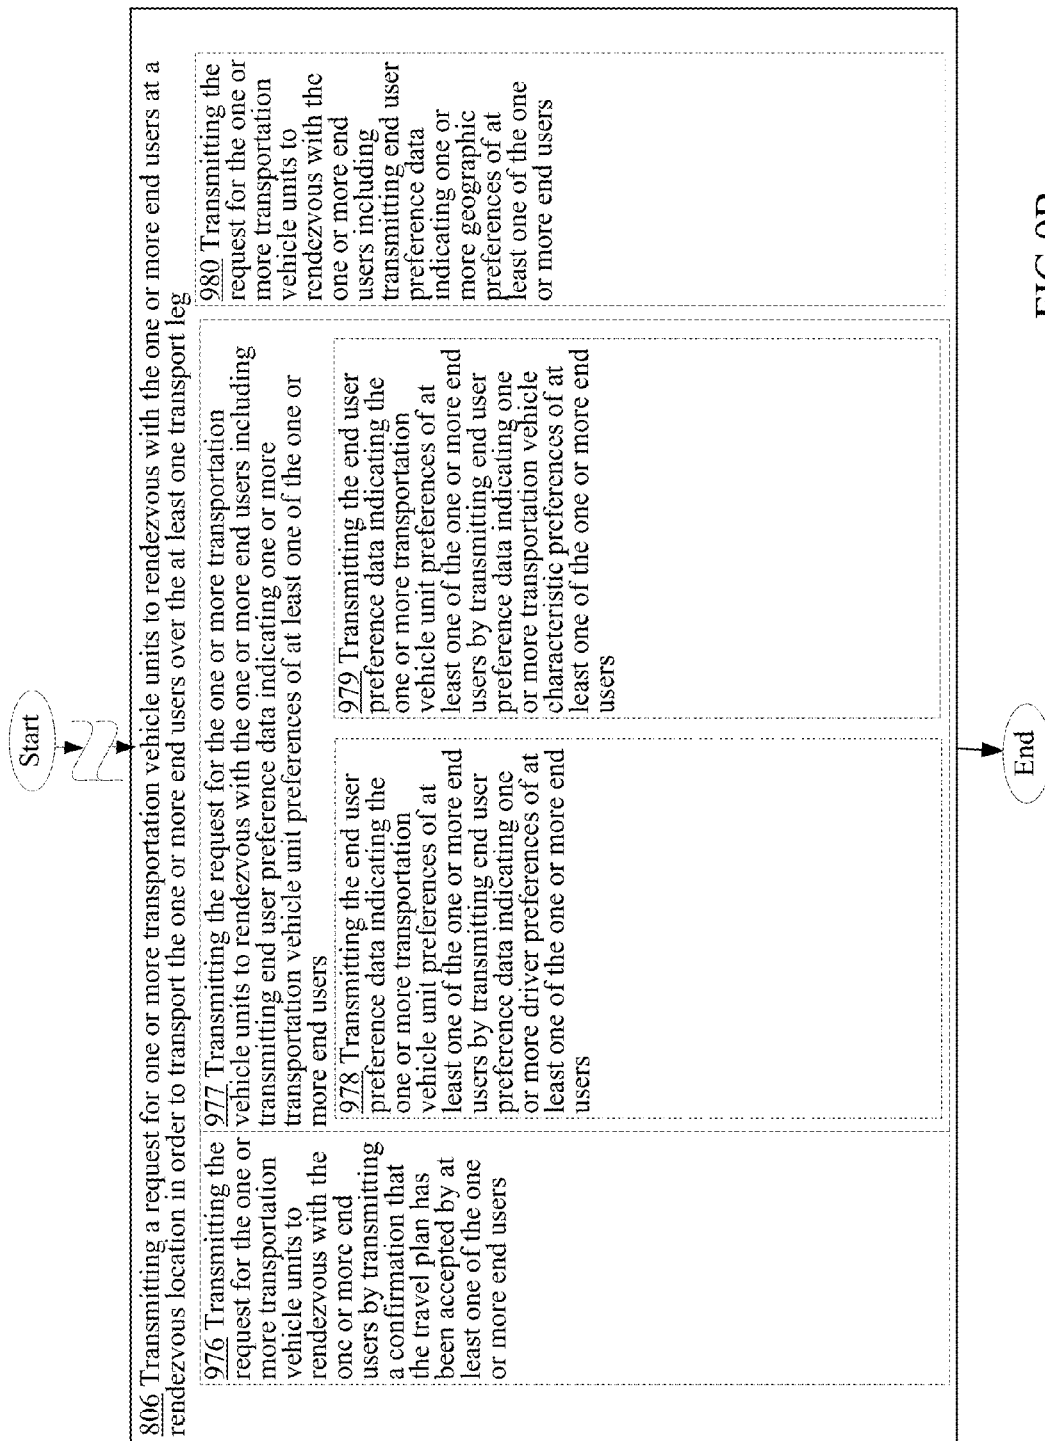 Start
806 Transmitting a request for one or more transportation vehicle units to rendezvous with the one or more end users at a
rendezvous location in order to transport the one or more end users over the at least one transport leg
976 Transmitting the
request for the one or
more transportation
vehicle units to
rendezvous with the
one or more end
users by transmitting
a confirmation that
the travel plan has
been accepted by at
least one of the one
or more end users
977 Transmitting the request for the one or more transportation
vehicle units to rendezvous with the one or more end users including
transmitting end user preference data indicating one or more
transportation vehicle unit preferences of at least one of the one or
more end users
978 Transmitting the end user
preference data indicating the
one or more transportation
vehicle unit preferences of at
least one of the one or more end
users by transmitting end user
preference data indicating one
or more driver preferences of at
least one of the one or more end
users
979 Transmitting the end user
preference data indicating the
one or more transportation
vehicle unit preferences of at
least one of the one or more end
users by transmitting end user
preference data indicating one
or more transportation vehicle
characteristic preferences of at
least one of the one or more end
users
980 Transmitting the
request for the one or
more transportation
vehicle units to
rendezvous with the
one or more end
users including
transmitting end user
preference data
indicating one or
more geographic
preferences of at
least one of the one
or more end users
End